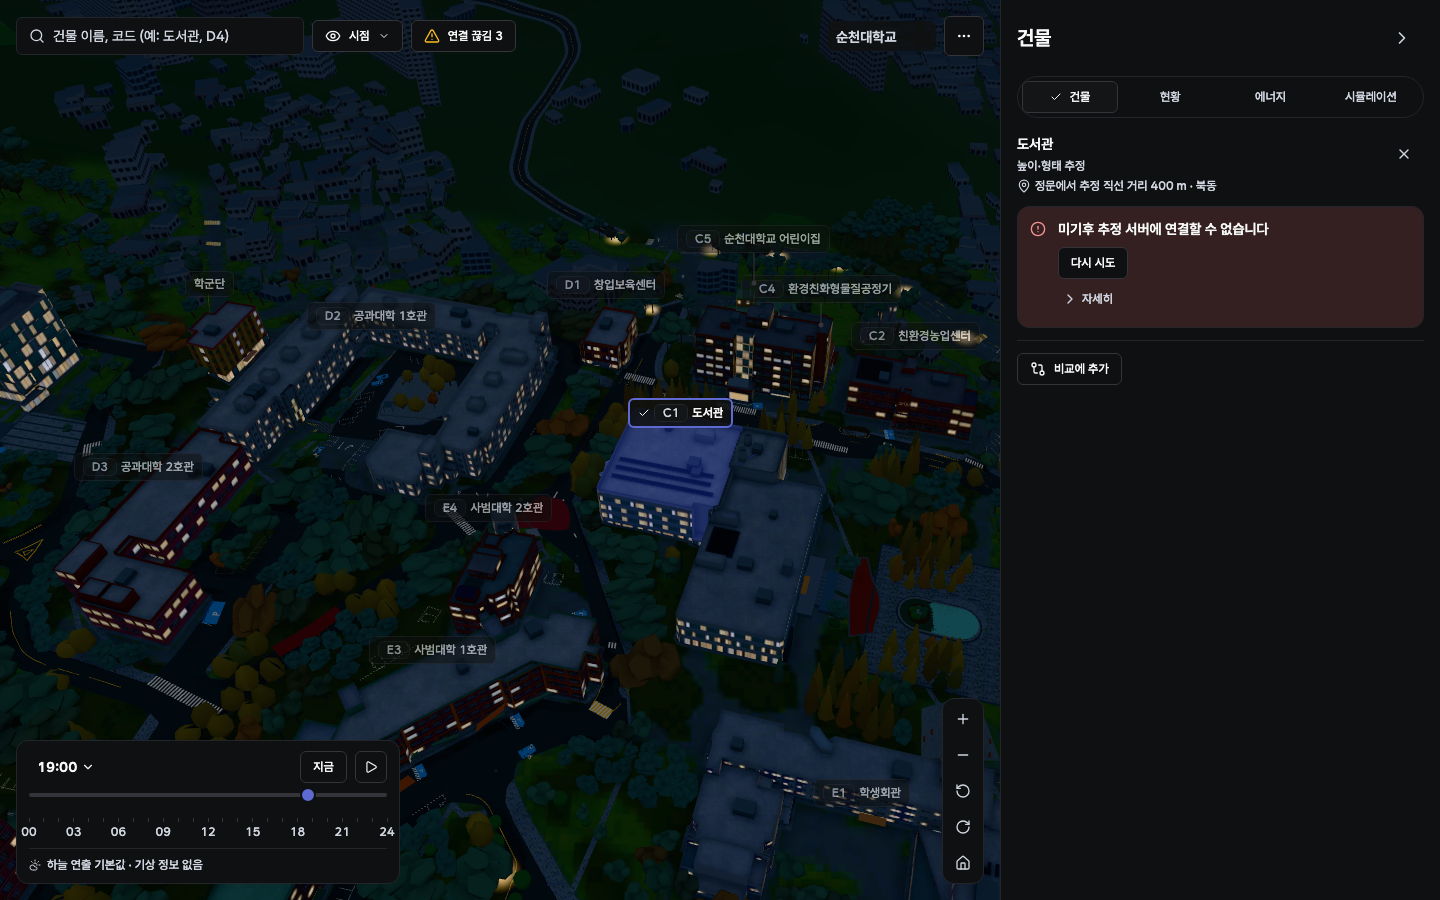 건물 이름, 코드 (예: 도서관, D4)
시점
연결 끊김 3
순천대학교
건물
건물
현황
에너지
시뮬레이션
도서관
높이·형태 추정
정문에서 추정 직선 거리 400 m · 북동
미기후 추정 서버에 연결할 수 없습니다
다시 시도
자세히
비교에 추가
C5 순천대학교 어린이집
D1 창업보육센터
C4 환경친화형물질공정기
학군단
D2 공과대학 1호관
C2 친환경농업센터
C1 도서관
D3 공과대학 2호관
E4 사범대학 2호관
E3 사범대학 1호관
E1 학생회관
19:00
지금
00 03 06 09 12 15 18 21 24
하늘 연출 기본값 · 기상 정보 없음